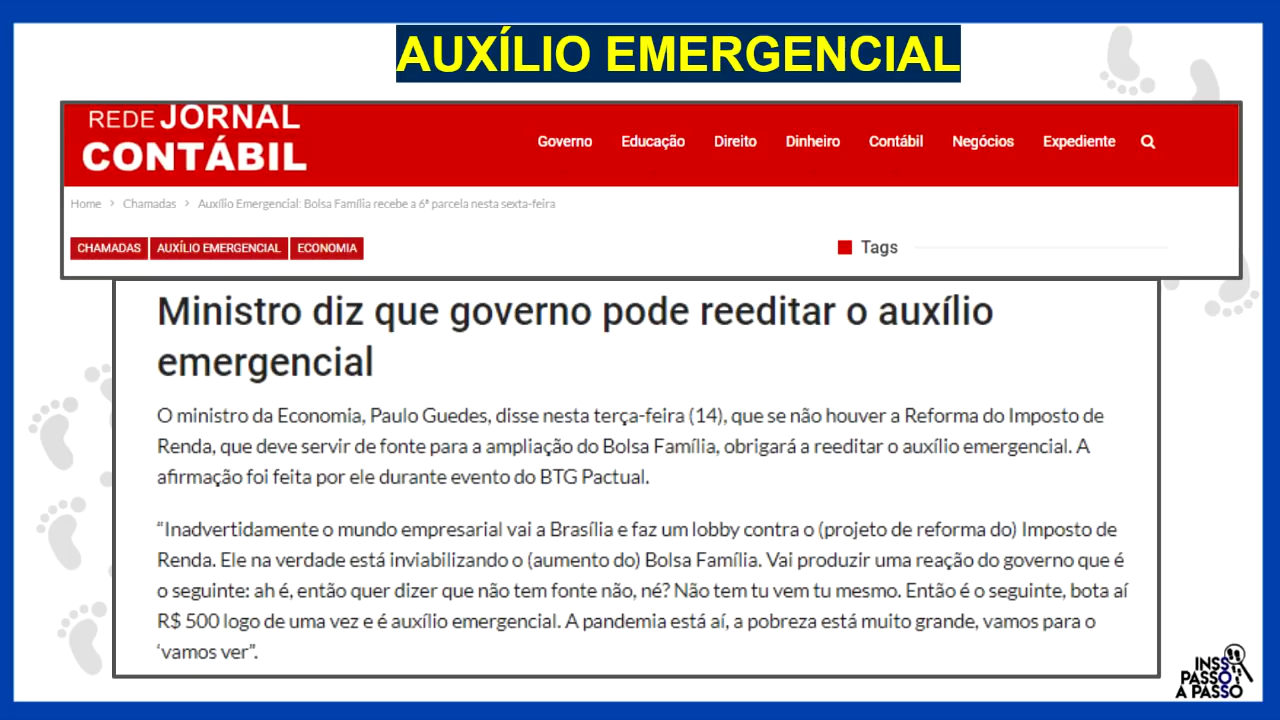 AUXÍLIO EMERGENCIAL
REDE JORNAL
CONTÁBIL
Governo Educação Direito Dinheiro Contábil Negócios Expediente
Home > Chamadas > Auxílio Emergencial: Bolsa Família recebe a 6ª parcela nesta sexta-feira
CHAMADAS AUXÍLIO EMERGENCIAL ECONOMIA
Tags
Ministro diz que governo pode reeditar o auxílio
emergencial
O ministro da Economia, Paulo Guedes, disse nesta terça-feira (14), que se não houver a Reforma do Imposto de
Renda, que deve servir de fonte para a ampliação do Bolsa Família, obrigará a reeditar o auxílio emergencial. A
afirmação foi feita por ele durante evento do BTG Pactual.
“Inadvertidamente o mundo empresarial vai a Brasília e faz um lobby contra o (projeto de reforma do) Imposto de
Renda. Ele na verdade está inviabilizando o (aumento do) Bolsa Família. Vai produzir uma reação do governo que é
o seguinte: ah é, então quer dizer que não tem fonte não, né? Não tem tu vem tu mesmo. Então é o seguinte, bota aí
R$ 500 logo de uma vez e é auxílio emergencial. A pandemia está aí, a pobreza está muito grande, vamos para o
‘vamos ver”.
INSS
PASSO
A PASSO